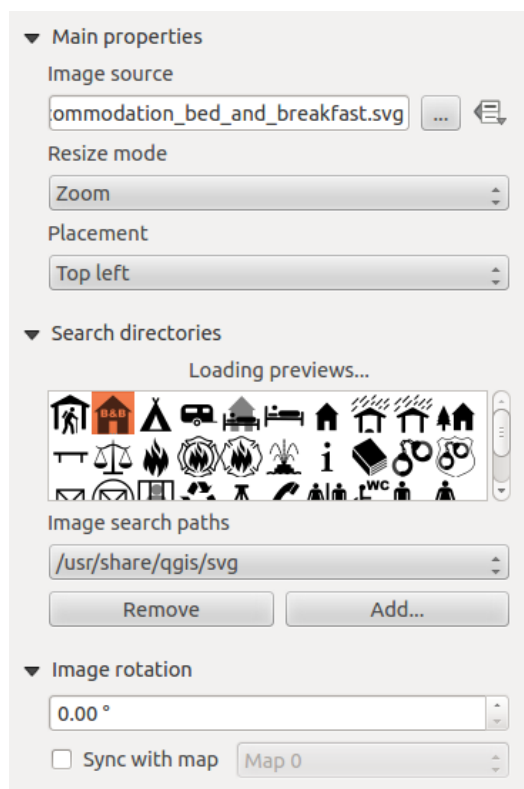 Main properties
Image source
ommodation_bed_and_breakfast.svg ...
Resize mode
Zoom
Placement
Top left
Search directories
Loading previews...
B&B
i
WC
Image search paths
/usr/share/qgis/svg
Remove Add...
Image rotation
0.00 °
Sync with map Map 0